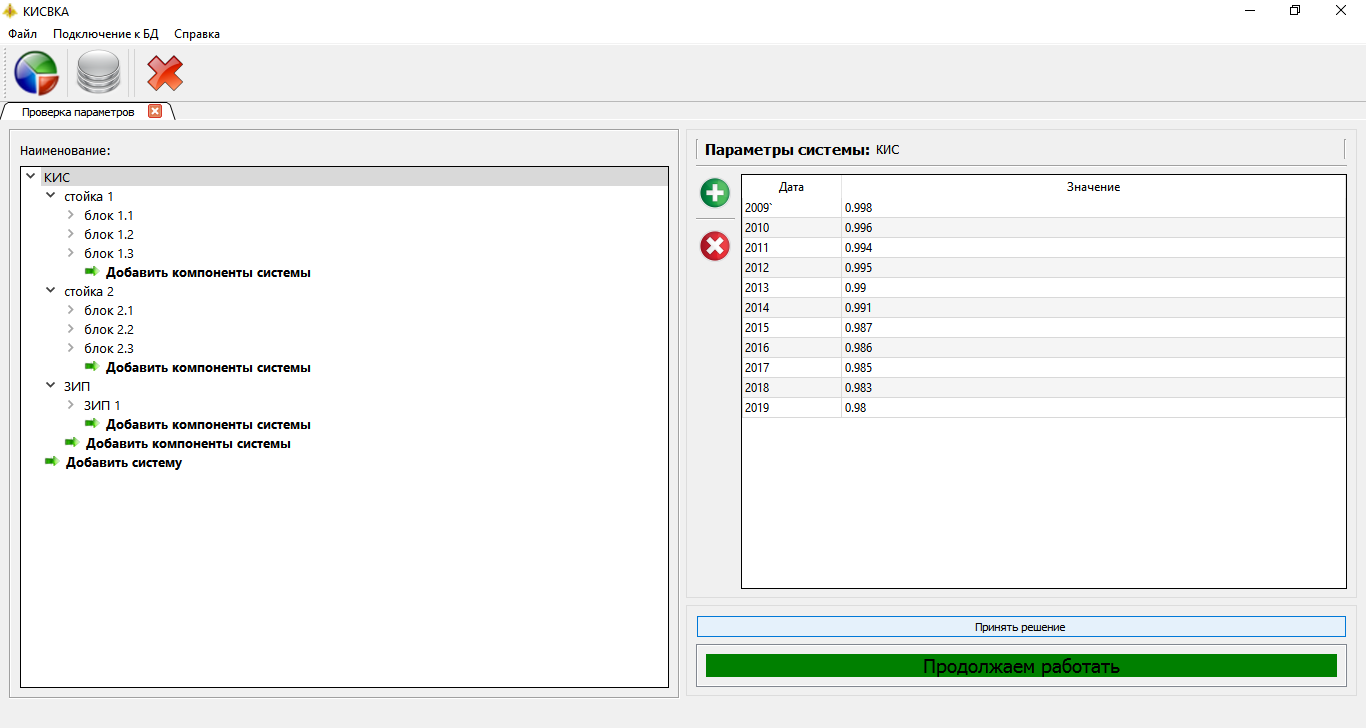 КИСВКА
Файл Подключение к БД Справка
Проверка параметров
Наименование:
КИС
стойка 1
блок 1.1
блок 1.2
блок 1.3
Добавить компоненты системы
стойка 2
блок 2.1
блок 2.2
блок 2.3
Добавить компоненты системы
ЗИП
ЗИП 1
Добавить компоненты системы
Добавить компоненты системы
Добавить систему
Параметры системы: КИС
Дата Значение
2009` 0.998
2010 0.996
2011 0.994
2012 0.995
2013 0.99
2014 0.991
2015 0.987
2016 0.986
2017 0.985
2018 0.983
2019 0.98
Принять решение
Продолжаем работать